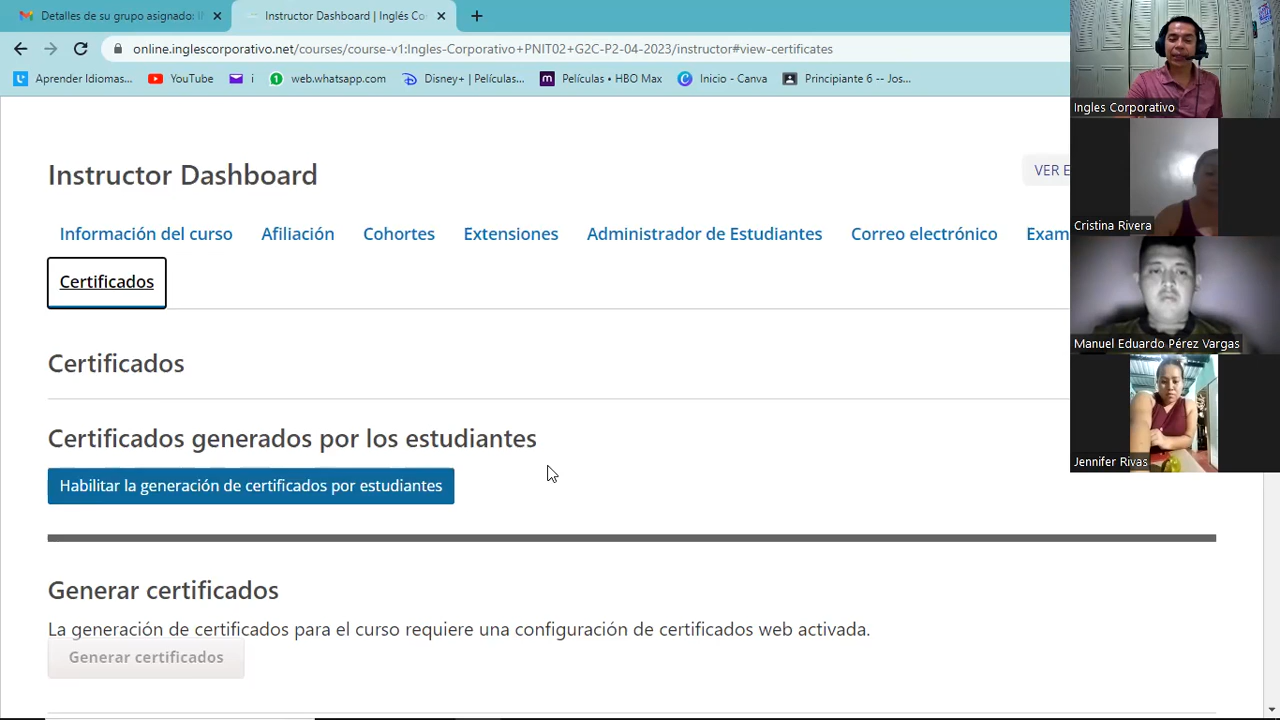 Detalles de su grupo asignado: I
Instructor Dashboard | Inglés Co
online.inglescorporativo.net/courses/course-v1:Ingles-Corporativo+PNIT02+G2C-P2-04-2023/instructor#view-certificates
Aprender Idiomas...
YouTube
i
web.whatsapp.com
Disney+ | Películas...
Películas • HBO Max
Inicio - Canva
Principiante 6 -- Jos...
Ingles Corporativo
Instructor Dashboard
VER E
Cristina Rivera
Información del curso
Afiliación
Cohortes
Extensiones
Administrador de Estudiantes
Correo electrónico
Exam
Certificados
Manuel Eduardo Pérez Vargas
Certificados
Certificados generados por los estudiantes
Jennifer Rivas
Habilitar la generación de certificados por estudiantes
Generar certificados
La generación de certificados para el curso requiere una configuración de certificados web activada.
Generar certificados